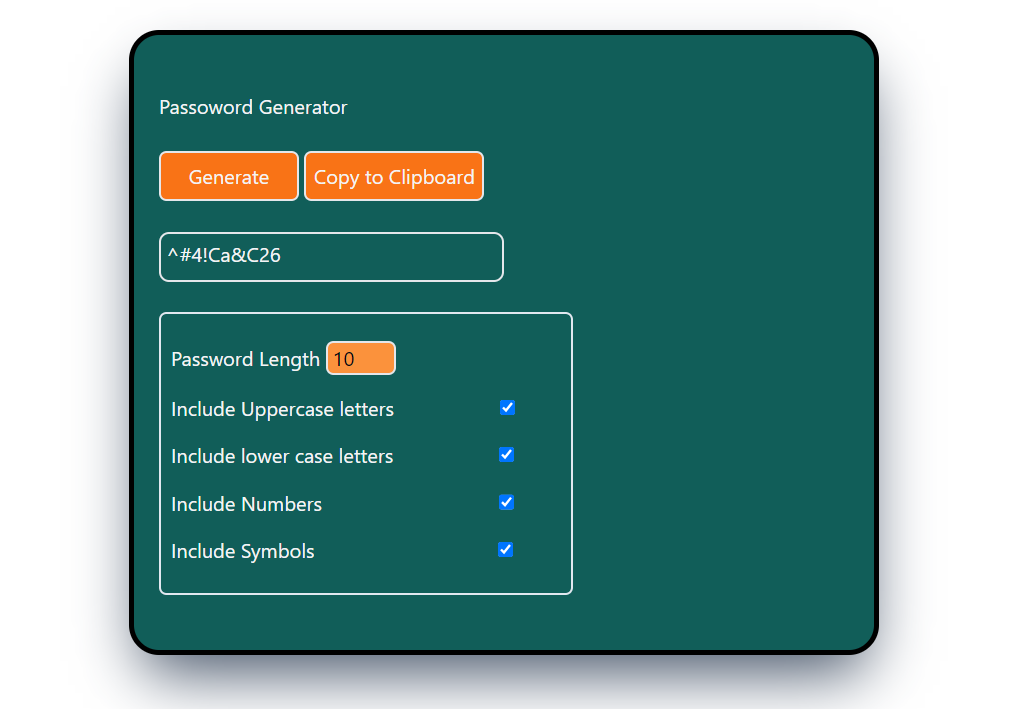 Passoword Generator
Generate Copy to Clipboard
^#4!Ca&C26
Password Length 10
Include Uppercase letters
Include lower case letters
Include Numbers
Include Symbols